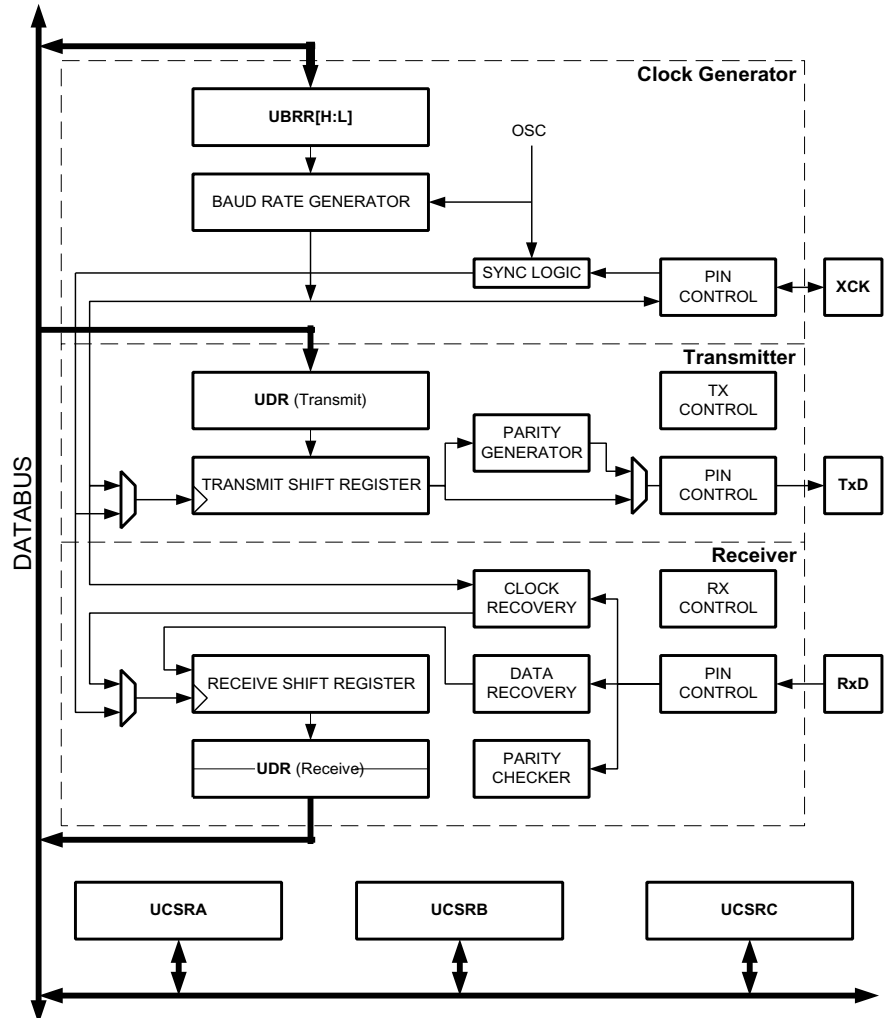 Clock Generator
UBRR[H:L]
OSC
BAUD RATE GENERATOR
SYNC LOGIC
PIN
CONTROL
XCK
Transmitter
UDR (Transmit)
TX
CONTROL
PARITY
GENERATOR
TRANSMIT SHIFT REGISTER
PIN
CONTROL
TxD
DATABUS
Receiver
CLOCK
RECOVERY
RX
CONTROL
RECEIVE SHIFT REGISTER
DATA
RECOVERY
PIN
CONTROL
RxD
UDR (Receive)
PARITY
CHECKER
UCSRA
UCSRB
UCSRC